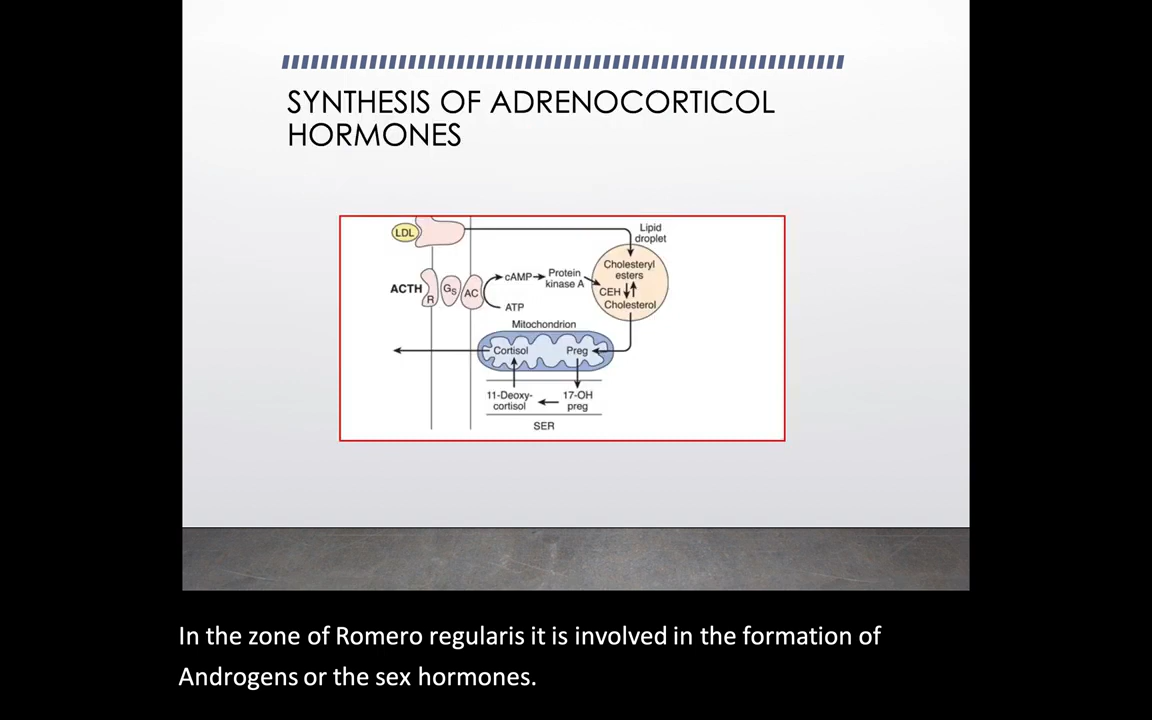 SYNTHESIS OF ADRENOCORTICOL
HORMONES
LDL
Lipid
droplet
Cholesteryl
esters
CEH
Cholesterol
ACTH
R
Gs
AC
cAMP
Protein
kinase A
ATP
Mitochondrion
Cortisol
Preg
11-Deoxy-
cortisol
17-OH
preg
SER
In the zone of Romero regularis it is involved in the formation of
Androgens or the sex hormones.